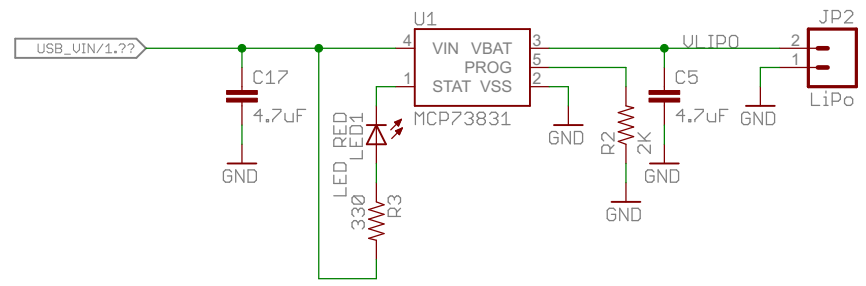 USB_VIN/1.??
C17
4.7uF
GND
U1
4
VIN
VBAT
3
PROG
5
1
STAT
VSS
2
MCP73831
LED RED
LED1
330
R3
GND
R2
2K
GND
VLIPO
C5
4.7uF
GND
JP2
2
1
LiPo
GND